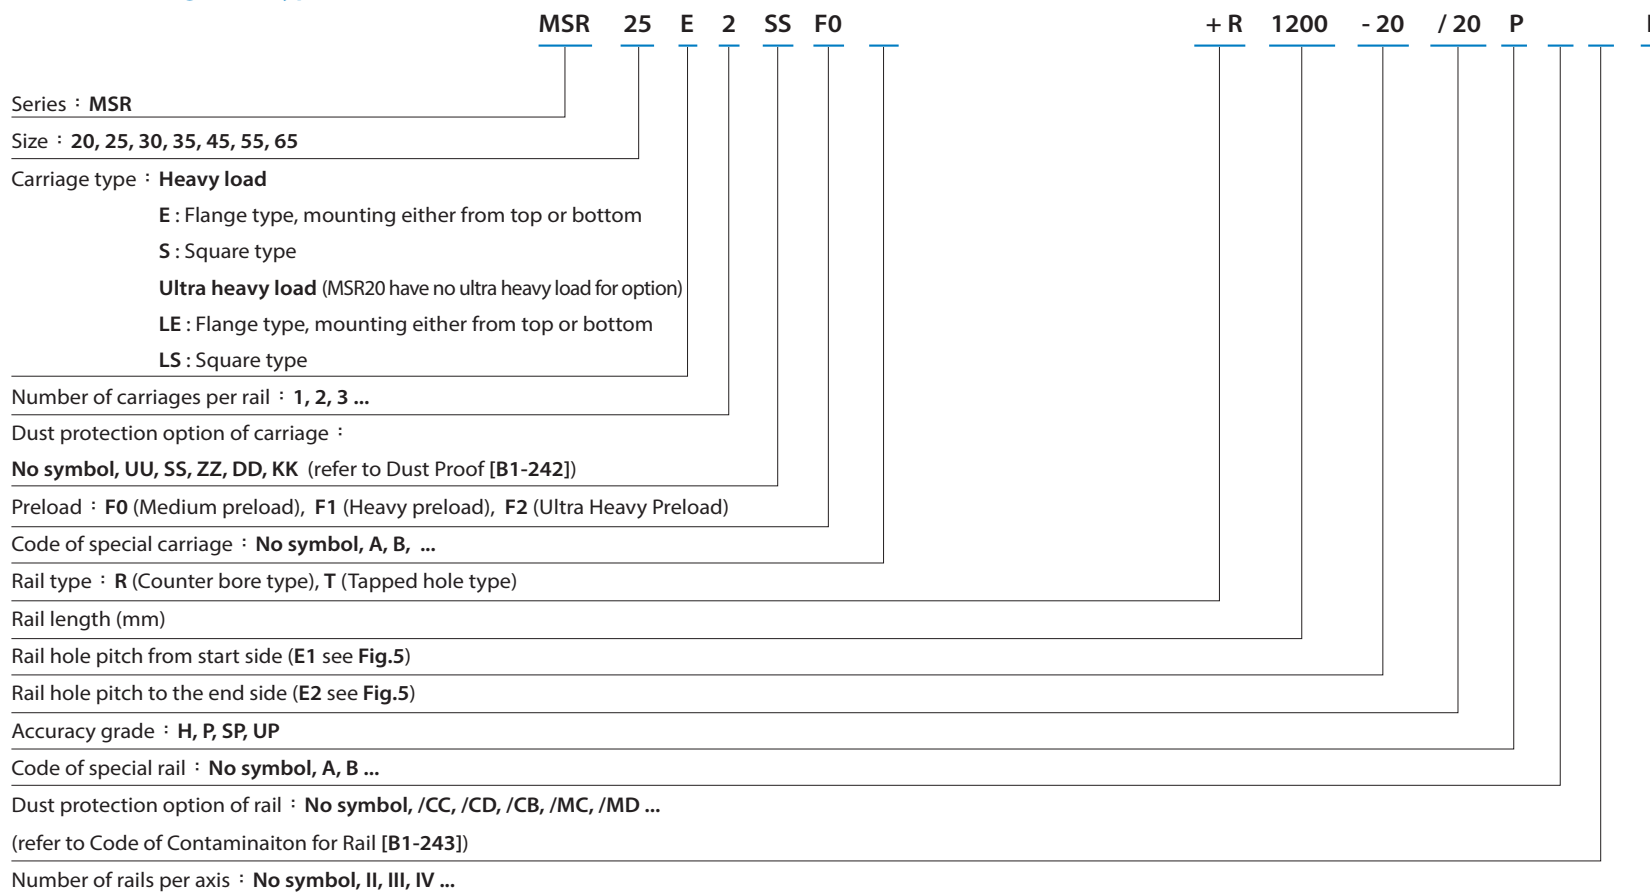 MSR 25 E 2 SS F0 + R 1200 - 20 / 20 P
Series : MSR
Size : 20, 25, 30, 35, 45, 55, 65
Carriage type : Heavy load
E : Flange type, mounting either from top or bottom
S : Square type
Ultra heavy load (MSR20 have no ultra heavy load for option)
LE : Flange type, mounting either from top or bottom
LS : Square type
Number of carriages per rail : 1, 2, 3 ...
Dust protection option of carriage :
No symbol, UU, SS, ZZ, DD, KK (refer to Dust Proof [B1-242])
Preload : F0 (Medium preload), F1 (Heavy preload), F2 (Ultra Heavy Preload)
Code of special carriage : No symbol, A, B, ...
Rail type : R (Counter bore type), T (Tapped hole type)
Rail length (mm)
Rail hole pitch from start side (E1 see Fig.5)
Rail hole pitch to the end side (E2 see Fig.5)
Accuracy grade : H, P, SP, UP
Code of special rail : No symbol, A, B ...
Dust protection option of rail : No symbol, /CC, /CD, /CB, /MC, /MD ...
(refer to Code of Contaminaiton for Rail [B1-243])
Number of rails per axis : No symbol, II, III, IV ...